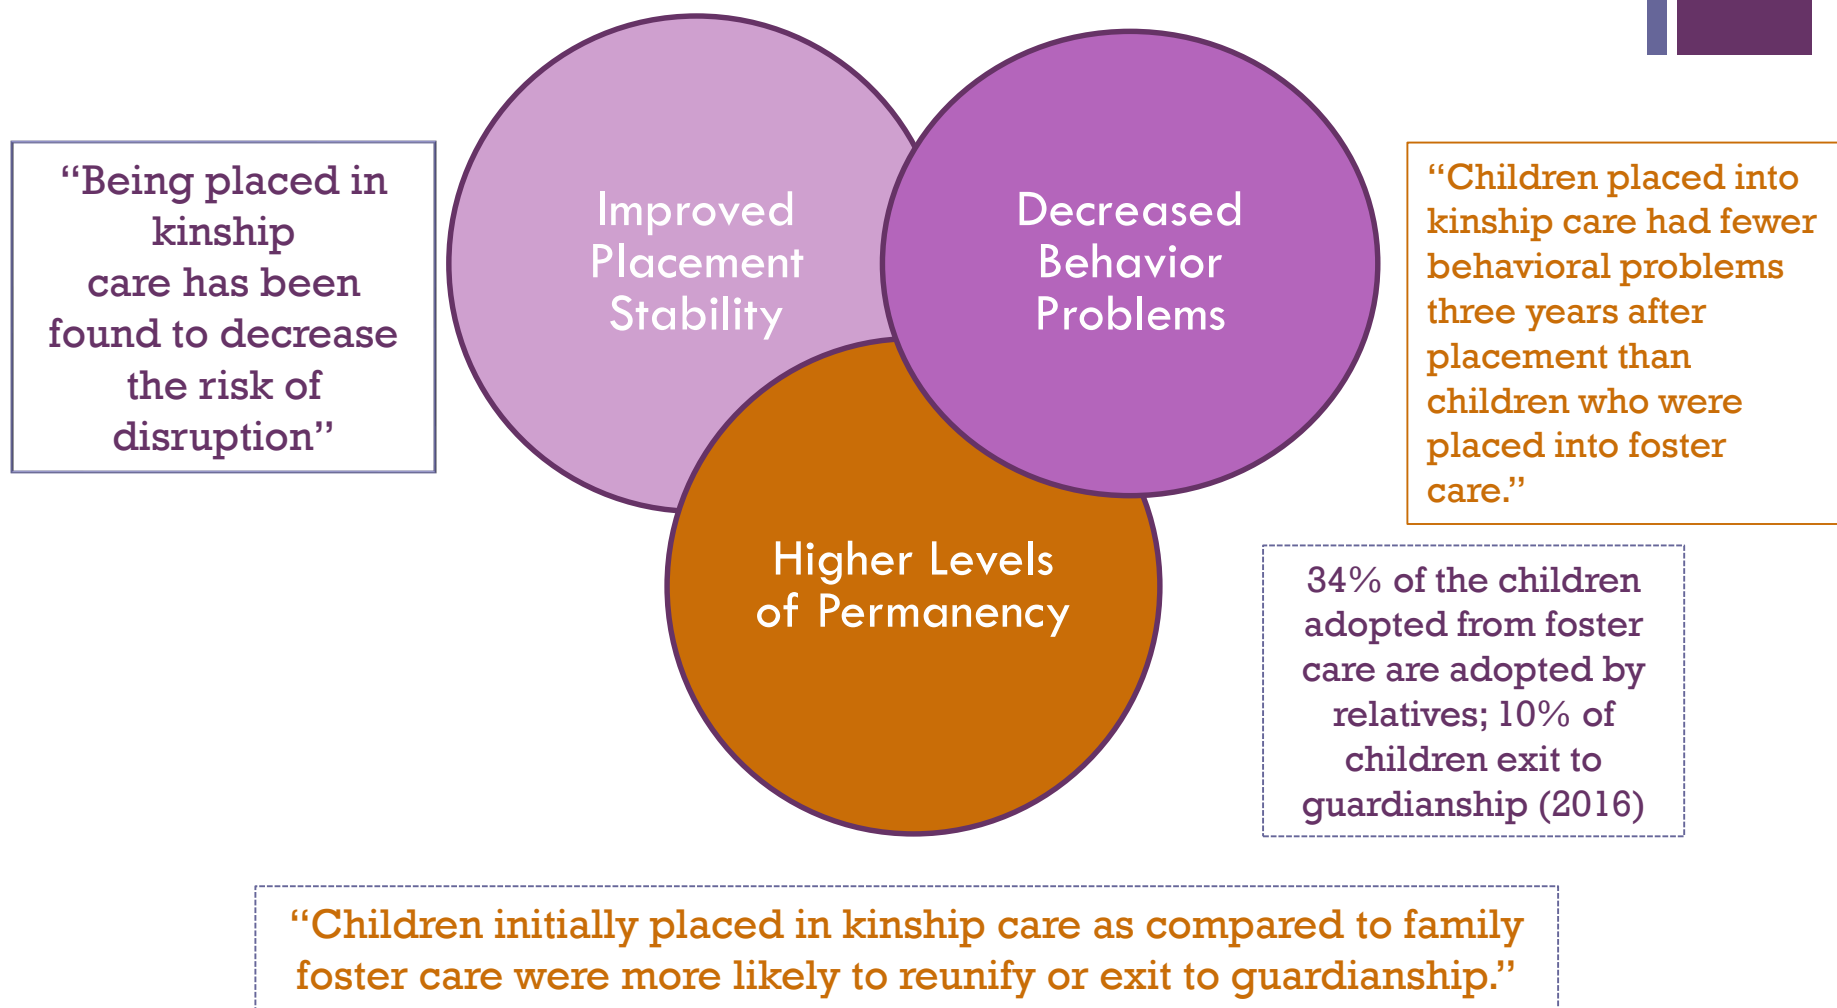 “Being placed in
kinship
care has been
found to decrease
the risk of
disruption”
Improved
Placement
Stability
Decreased
Behavior
Problems
“Children placed into
kinship care had fewer
behavioral problems
three years after
placement than
children who were
placed into foster
care.”
Higher Levels
of Permanency
34% of the children
adopted from foster
care are adopted by
relatives; 10% of
children exit to
guardianship (2016)
“Children initially placed in kinship care as compared to family
foster care were more likely to reunify or exit to guardianship.”